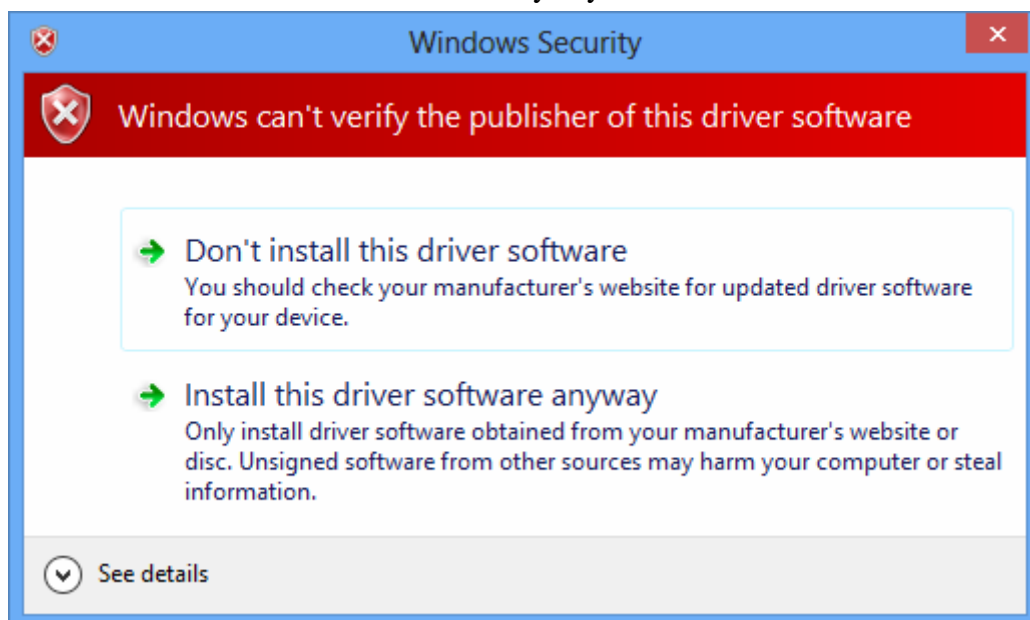 Windows Security
Windows can't verify the publisher of this driver software
Don't install this driver software
You should check your manufacturer's website for updated driver software
for your device.
Install this driver software anyway
Only install driver software obtained from your manufacturer's website or
disc. Unsigned software from other sources may harm your computer or steal
information.
See details